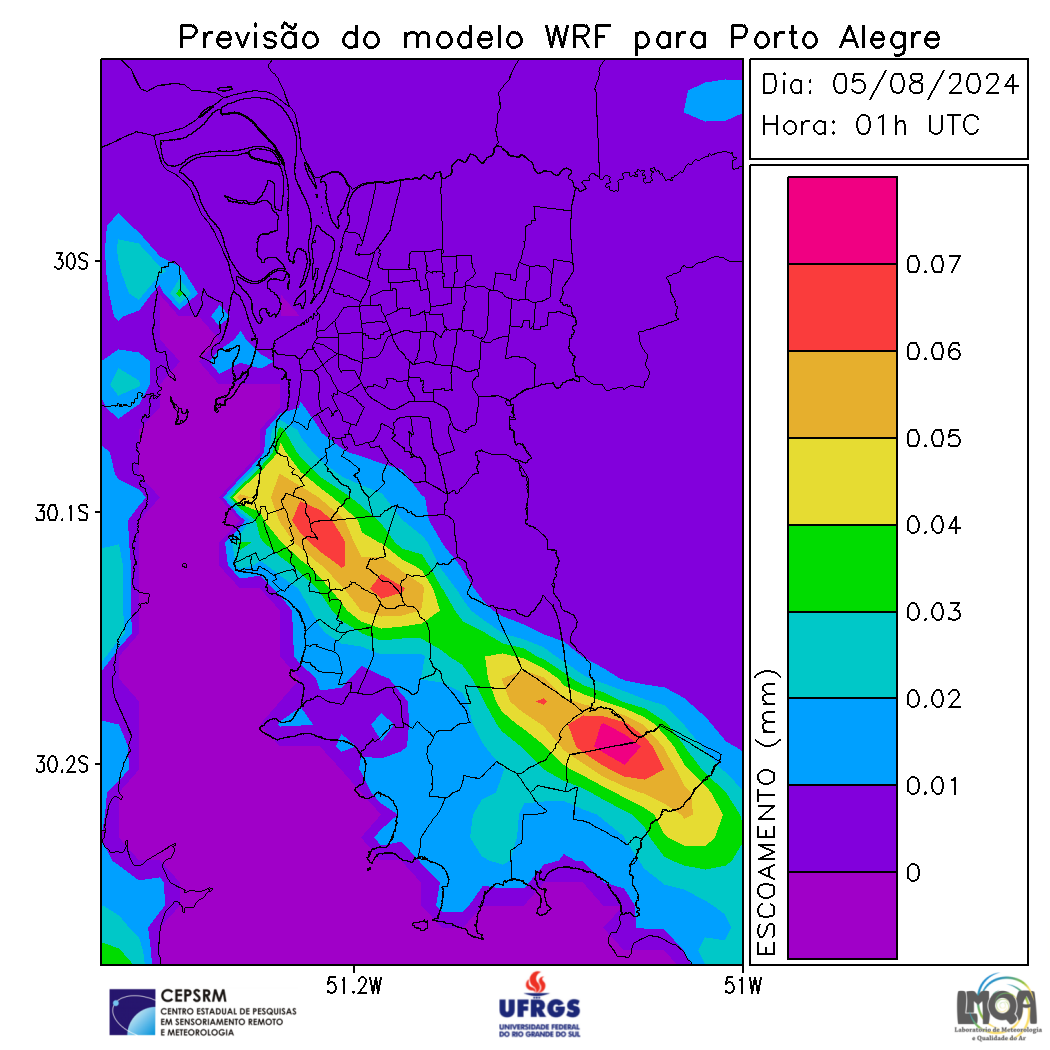 Previsão do modelo WRF para Porto Alegre
Dia: 05/08/2024
Hora: 01h UTC
30S
30.1S
30.2S
51.2W
51W
ESCOAMENTO (mm)
0.07
0.06
0.05
0.04
0.03
0.02
0.01
0
CEPSRM
CENTRO ESTADUAL DE PESQUISAS
EM SENSORIAMENTO REMOTO
E METEOROLOGIA
UFRGS
UNIVERSIDADE FEDERAL
DO RIO GRANDE DO SUL
LMQA
Laboratório de Meteorologia
e Qualidade do Ar